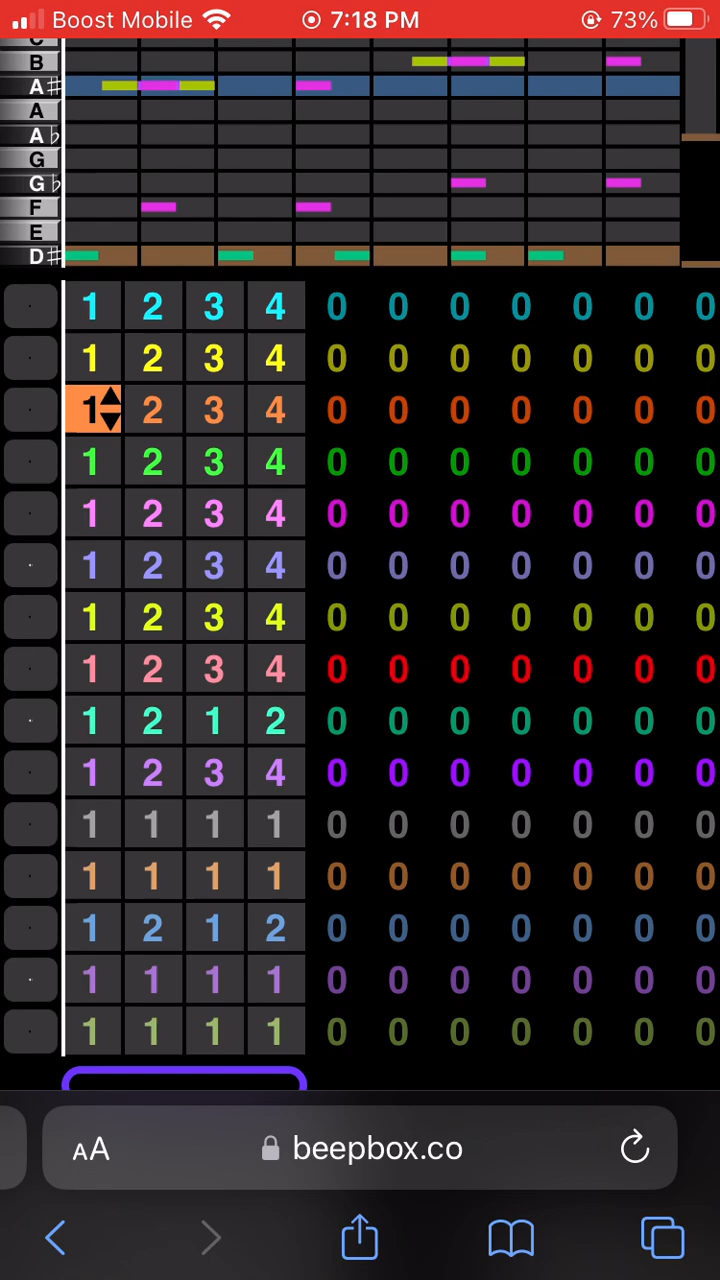 Boost Mobile 7:18 PM 73%
C
B
A♯
A
A♭
G
G♭
F
E
D♯
1 2 3 4 0 0 0 0 0 0 0
1 2 3 4 0 0 0 0 0 0 0
1 2 3 4 0 0 0 0 0 0 0
1 2 3 4 0 0 0 0 0 0 0
1 2 3 4 0 0 0 0 0 0 0
1 2 3 4 0 0 0 0 0 0 0
1 2 3 4 0 0 0 0 0 0 0
1 2 3 4 0 0 0 0 0 0 0
1 2 1 2 0 0 0 0 0 0 0
1 2 3 4 0 0 0 0 0 0 0
1 1 1 1 0 0 0 0 0 0 0
1 1 1 1 0 0 0 0 0 0 0
1 2 1 2 0 0 0 0 0 0 0
1 1 1 1 0 0 0 0 0 0 0
1 1 1 1 0 0 0 0 0 0 0
AA beepbox.co